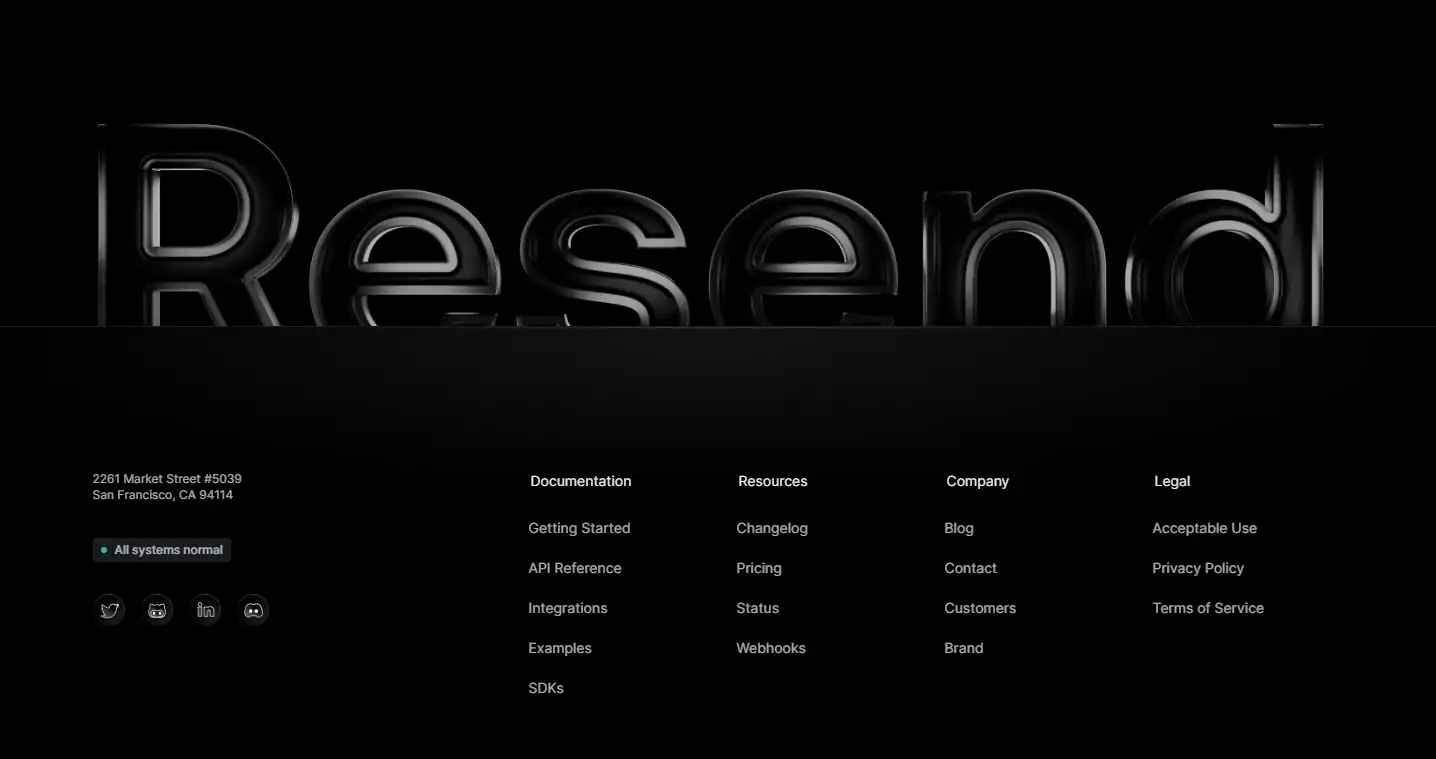 Resend
2261 Market Street #5039
San Francisco, CA 94114
All systems normal
Documentation
Getting Started
API Reference
Integrations
Examples
SDKs
Resources
Changelog
Pricing
Status
Webhooks
Company
Blog
Contact
Customers
Brand
Legal
Acceptable Use
Privacy Policy
Terms of Service